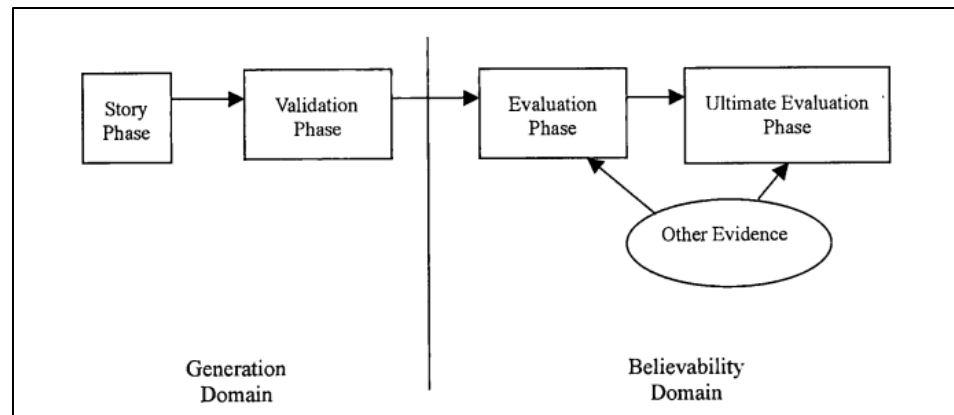 Story
Phase
Validation
Phase
Evaluation
Phase
Ultimate Evaluation
Phase
Other Evidence
Generation
Domain
Believability
Domain